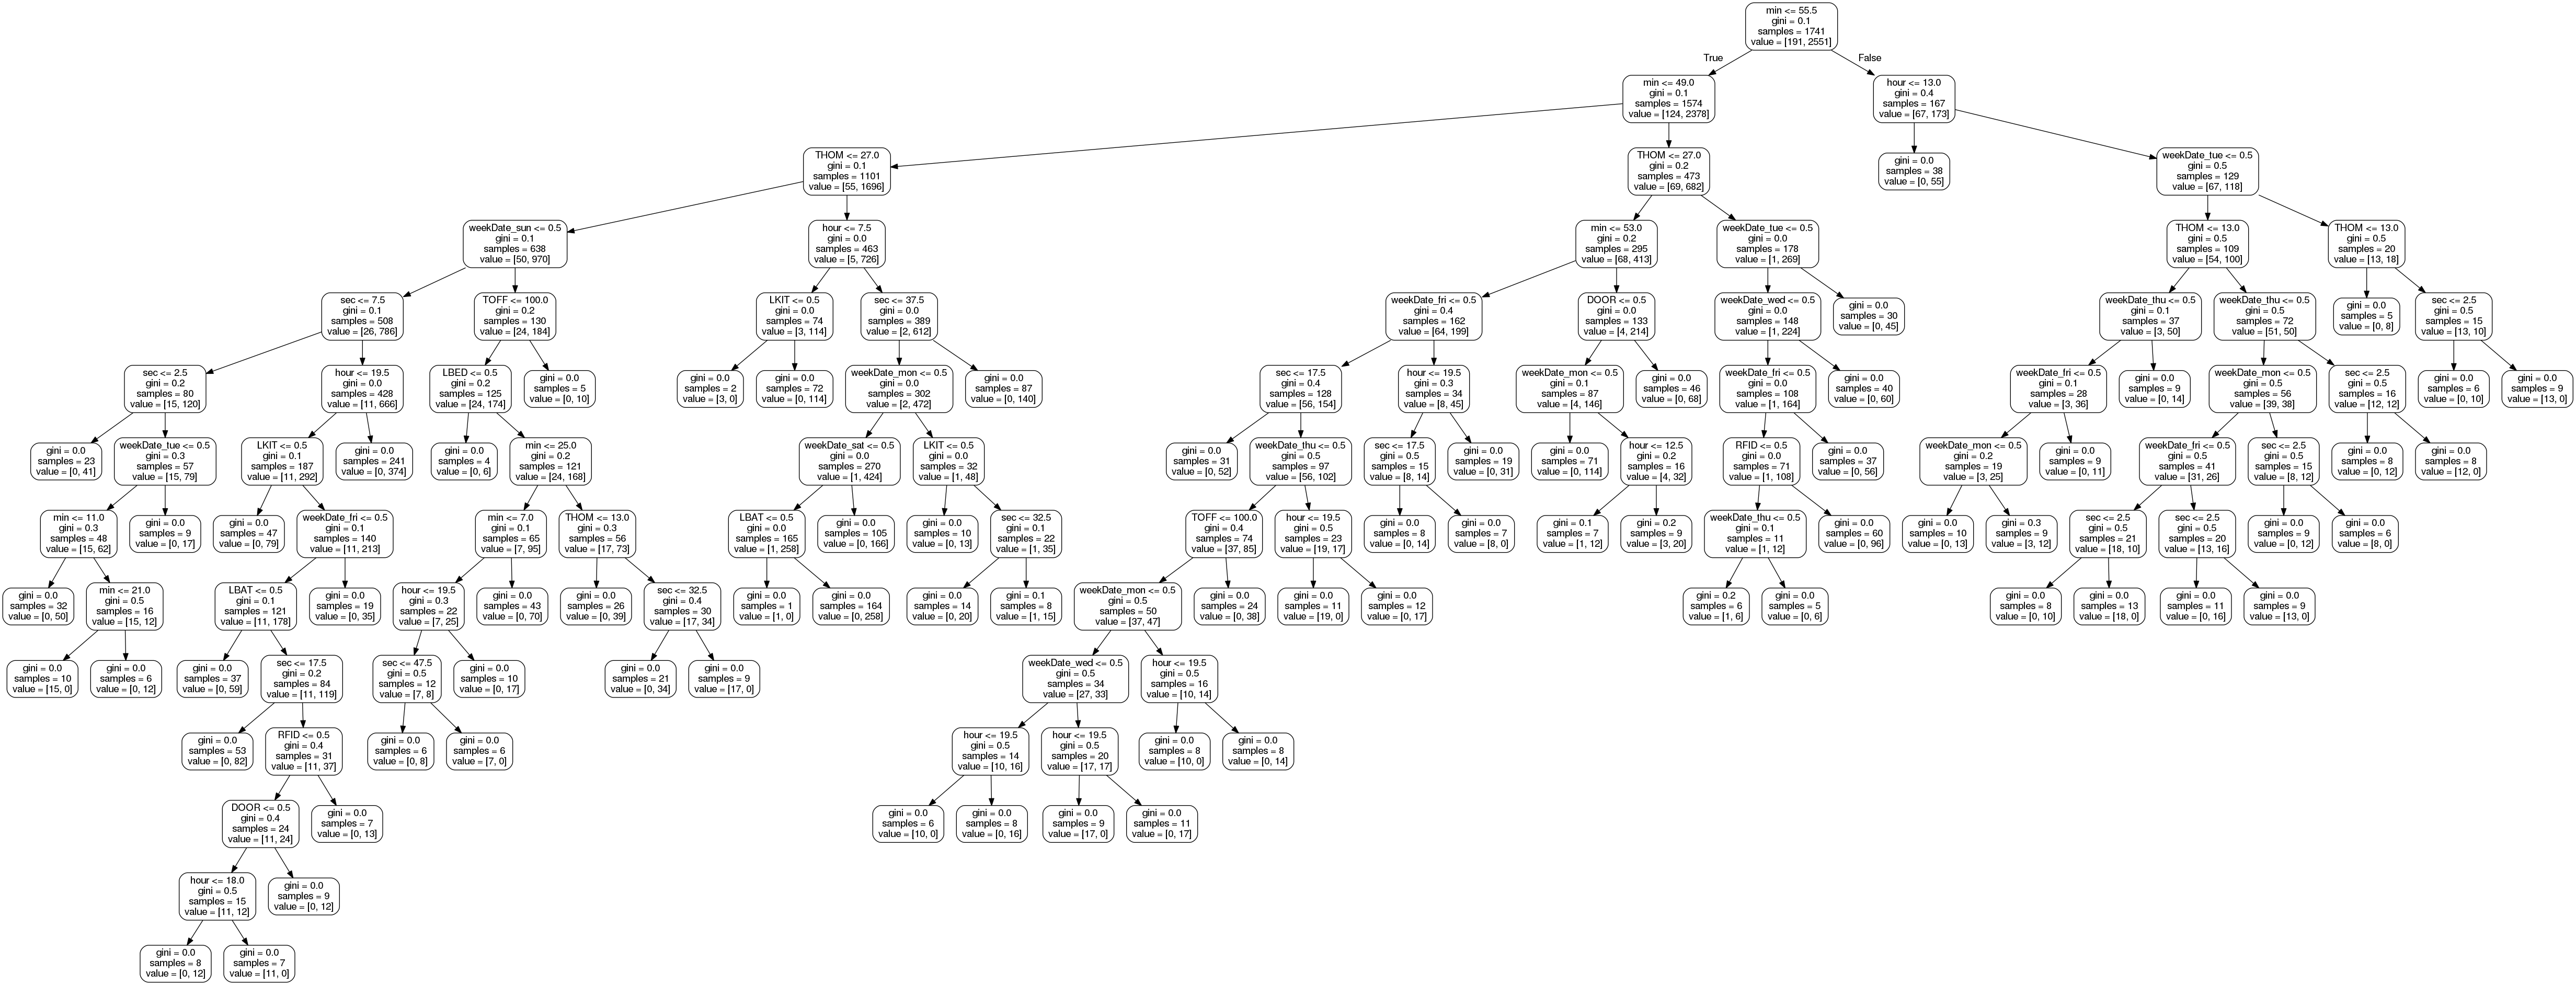 min <= 55.5
gini = 0.1
samples = 1741
value = [191, 2551]
True
False
min <= 49.0
gini = 0.1
samples = 1574
value = [124, 2378]
hour <= 13.0
gini = 0.4
samples = 167
value = [67, 173]
THOM <= 27.0
gini = 0.1
samples = 1101
value = [55, 1696]
THOM <= 27.0
gini = 0.2
samples = 473
value = [69, 682]
gini = 0.0
samples = 38
value = [0, 55]
weekDate_tue <= 0.5
gini = 0.5
samples = 129
value = [67, 118]
weekDate_sun <= 0.5
gini = 0.1
samples = 638
value = [50, 970]
hour <= 7.5
gini = 0.0
samples = 463
value = [5, 726]
min <= 53.0
gini = 0.2
samples = 295
value = [68, 413]
weekDate_tue <= 0.5
gini = 0.0
samples = 178
value = [1, 269]
THOM <= 13.0
gini = 0.5
samples = 109
value = [54, 100]
THOM <= 13.0
gini = 0.5
samples = 20
value = [13, 18]
sec <= 7.5
gini = 0.1
samples = 508
value = [26, 786]
TOFF <= 100.0
gini = 0.2
samples = 130
value = [24, 184]
LKIT <= 0.5
gini = 0.0
samples = 74
value = [3, 114]
sec <= 37.5
gini = 0.0
samples = 389
value = [2, 612]
weekDate_fri <= 0.5
gini = 0.4
samples = 162
value = [64, 199]
DOOR <= 0.5
gini = 0.0
samples = 133
value = [4, 214]
weekDate_wed <= 0.5
gini = 0.0
samples = 148
value = [1, 224]
gini = 0.0
samples = 30
value = [0, 45]
weekDate_thu <= 0.5
gini = 0.1
samples = 37
value = [3, 50]
weekDate_thu <= 0.5
gini = 0.5
samples = 72
value = [51, 50]
gini = 0.0
samples = 5
value = [0, 8]
sec <= 2.5
gini = 0.5
samples = 15
value = [13, 10]
sec <= 2.5
gini = 0.2
samples = 80
value = [15, 120]
hour <= 19.5
gini = 0.0
samples = 428
value = [11, 666]
LBED <= 0.5
gini = 0.2
samples = 125
value = [24, 174]
gini = 0.0
samples = 5
value = [0, 10]
gini = 0.0
samples = 2
value = [3, 0]
gini = 0.0
samples = 72
value = [0, 114]
weekDate_mon <= 0.5
gini = 0.0
samples = 302
value = [2, 472]
gini = 0.0
samples = 87
value = [0, 140]
sec <= 17.5
gini = 0.4
samples = 128
value = [56, 154]
hour <= 19.5
gini = 0.3
samples = 34
value = [8, 45]
weekDate_mon <= 0.5
gini = 0.1
samples = 87
value = [4, 146]
gini = 0.0
samples = 46
value = [0, 68]
weekDate_fri <= 0.5
gini = 0.0
samples = 108
value = [1, 164]
gini = 0.0
samples = 40
value = [0, 60]
weekDate_fri <= 0.5
gini = 0.1
samples = 28
value = [3, 36]
gini = 0.0
samples = 9
value = [0, 14]
weekDate_mon <= 0.5
gini = 0.5
samples = 56
value = [39, 38]
sec <= 2.5
gini = 0.5
samples = 16
value = [12, 12]
gini = 0.0
samples = 6
value = [0, 10]
gini = 0.0
samples = 9
value = [13, 0]
gini = 0.0
samples = 23
value = [0, 41]
weekDate_tue <= 0.5
gini = 0.3
samples = 57
value = [15, 79]
LKIT <= 0.5
gini = 0.1
samples = 187
value = [11, 292]
gini = 0.0
samples = 241
value = [0, 374]
gini = 0.0
samples = 4
value = [0, 6]
min <= 25.0
gini = 0.2
samples = 121
value = [24, 168]
weekDate_sat <= 0.5
gini = 0.0
samples = 270
value = [1, 424]
LKIT <= 0.5
gini = 0.0
samples = 32
value = [1, 48]
gini = 0.0
samples = 31
value = [0, 52]
weekDate_thu <= 0.5
gini = 0.5
samples = 97
value = [56, 102]
sec <= 17.5
gini = 0.5
samples = 15
value = [8, 14]
gini = 0.0
samples = 19
value = [0, 31]
gini = 0.0
samples = 71
value = [0, 114]
hour <= 12.5
gini = 0.2
samples = 16
value = [4, 32]
RFID <= 0.5
gini = 0.0
samples = 71
value = [1, 108]
gini = 0.0
samples = 37
value = [0, 56]
weekDate_mon <= 0.5
gini = 0.2
samples = 19
value = [3, 25]
gini = 0.0
samples = 9
value = [0, 11]
weekDate_fri <= 0.5
gini = 0.5
samples = 41
value = [31, 26]
sec <= 2.5
gini = 0.5
samples = 15
value = [8, 12]
gini = 0.0
samples = 8
value = [0, 12]
gini = 0.0
samples = 8
value = [12, 0]
min <= 11.0
gini = 0.3
samples = 48
value = [15, 62]
gini = 0.0
samples = 9
value = [0, 17]
gini = 0.0
samples = 47
value = [0, 79]
weekDate_fri <= 0.5
gini = 0.1
samples = 140
value = [11, 213]
min <= 7.0
gini = 0.1
samples = 65
value = [7, 95]
THOM <= 13.0
gini = 0.3
samples = 56
value = [17, 73]
LBAT <= 0.5
gini = 0.0
samples = 165
value = [1, 258]
gini = 0.0
samples = 105
value = [0, 166]
gini = 0.0
samples = 10
value = [0, 13]
sec <= 32.5
gini = 0.1
samples = 22
value = [1, 35]
TOFF <= 100.0
gini = 0.4
samples = 74
value = [37, 85]
hour <= 19.5
gini = 0.5
samples = 23
value = [19, 17]
gini = 0.0
samples = 8
value = [0, 14]
gini = 0.0
samples = 7
value = [8, 0]
gini = 0.1
samples = 7
value = [1, 12]
gini = 0.2
samples = 9
value = [3, 20]
weekDate_thu <= 0.5
gini = 0.1
samples = 11
value = [1, 12]
gini = 0.0
samples = 60
value = [0, 96]
gini = 0.0
samples = 10
value = [0, 13]
gini = 0.3
samples = 9
value = [3, 12]
sec <= 2.5
gini = 0.5
samples = 21
value = [18, 10]
sec <= 2.5
gini = 0.5
samples = 20
value = [13, 16]
gini = 0.0
samples = 9
value = [0, 12]
gini = 0.0
samples = 6
value = [8, 0]
gini = 0.0
samples = 32
value = [0, 50]
min <= 21.0
gini = 0.5
samples = 16
value = [15, 12]
LBAT <= 0.5
gini = 0.1
samples = 121
value = [11, 178]
gini = 0.0
samples = 19
value = [0, 35]
hour <= 19.5
gini = 0.3
samples = 22
value = [7, 25]
gini = 0.0
samples = 43
value = [0, 70]
gini = 0.0
samples = 26
value = [0, 39]
sec <= 32.5
gini = 0.4
samples = 30
value = [17, 34]
gini = 0.0
samples = 1
value = [1, 0]
gini = 0.0
samples = 164
value = [0, 258]
gini = 0.0
samples = 14
value = [0, 20]
gini = 0.1
samples = 8
value = [1, 15]
weekDate_mon <= 0.5
gini = 0.5
samples = 50
value = [37, 47]
gini = 0.0
samples = 24
value = [0, 38]
gini = 0.0
samples = 11
value = [19, 0]
gini = 0.0
samples = 12
value = [0, 17]
gini = 0.2
samples = 6
value = [1, 6]
gini = 0.0
samples = 5
value = [0, 6]
gini = 0.0
samples = 8
value = [0, 10]
gini = 0.0
samples = 13
value = [18, 0]
gini = 0.0
samples = 11
value = [0, 16]
gini = 0.0
samples = 9
value = [13, 0]
gini = 0.0
samples = 10
value = [15, 0]
gini = 0.0
samples = 6
value = [0, 12]
gini = 0.0
samples = 37
value = [0, 59]
sec <= 17.5
gini = 0.2
samples = 84
value = [11, 119]
sec <= 47.5
gini = 0.5
samples = 12
value = [7, 8]
gini = 0.0
samples = 10
value = [0, 17]
gini = 0.0
samples = 21
value = [0, 34]
gini = 0.0
samples = 9
value = [17, 0]
weekDate_wed <= 0.5
gini = 0.5
samples = 34
value = [27, 33]
hour <= 19.5
gini = 0.5
samples = 16
value = [10, 14]
gini = 0.0
samples = 53
value = [0, 82]
RFID <= 0.5
gini = 0.4
samples = 31
value = [11, 37]
gini = 0.0
samples = 6
value = [0, 8]
gini = 0.0
samples = 6
value = [7, 0]
hour <= 19.5
gini = 0.5
samples = 14
value = [10, 16]
hour <= 19.5
gini = 0.5
samples = 20
value = [17, 17]
gini = 0.0
samples = 8
value = [10, 0]
gini = 0.0
samples = 8
value = [0, 14]
DOOR <= 0.5
gini = 0.4
samples = 24
value = [11, 24]
gini = 0.0
samples = 7
value = [0, 13]
gini = 0.0
samples = 6
value = [10, 0]
gini = 0.0
samples = 8
value = [0, 16]
gini = 0.0
samples = 9
value = [17, 0]
gini = 0.0
samples = 11
value = [0, 17]
hour <= 18.0
gini = 0.5
samples = 15
value = [11, 12]
gini = 0.0
samples = 9
value = [0, 12]
gini = 0.0
samples = 8
value = [0, 12]
gini = 0.0
samples = 7
value = [11, 0]